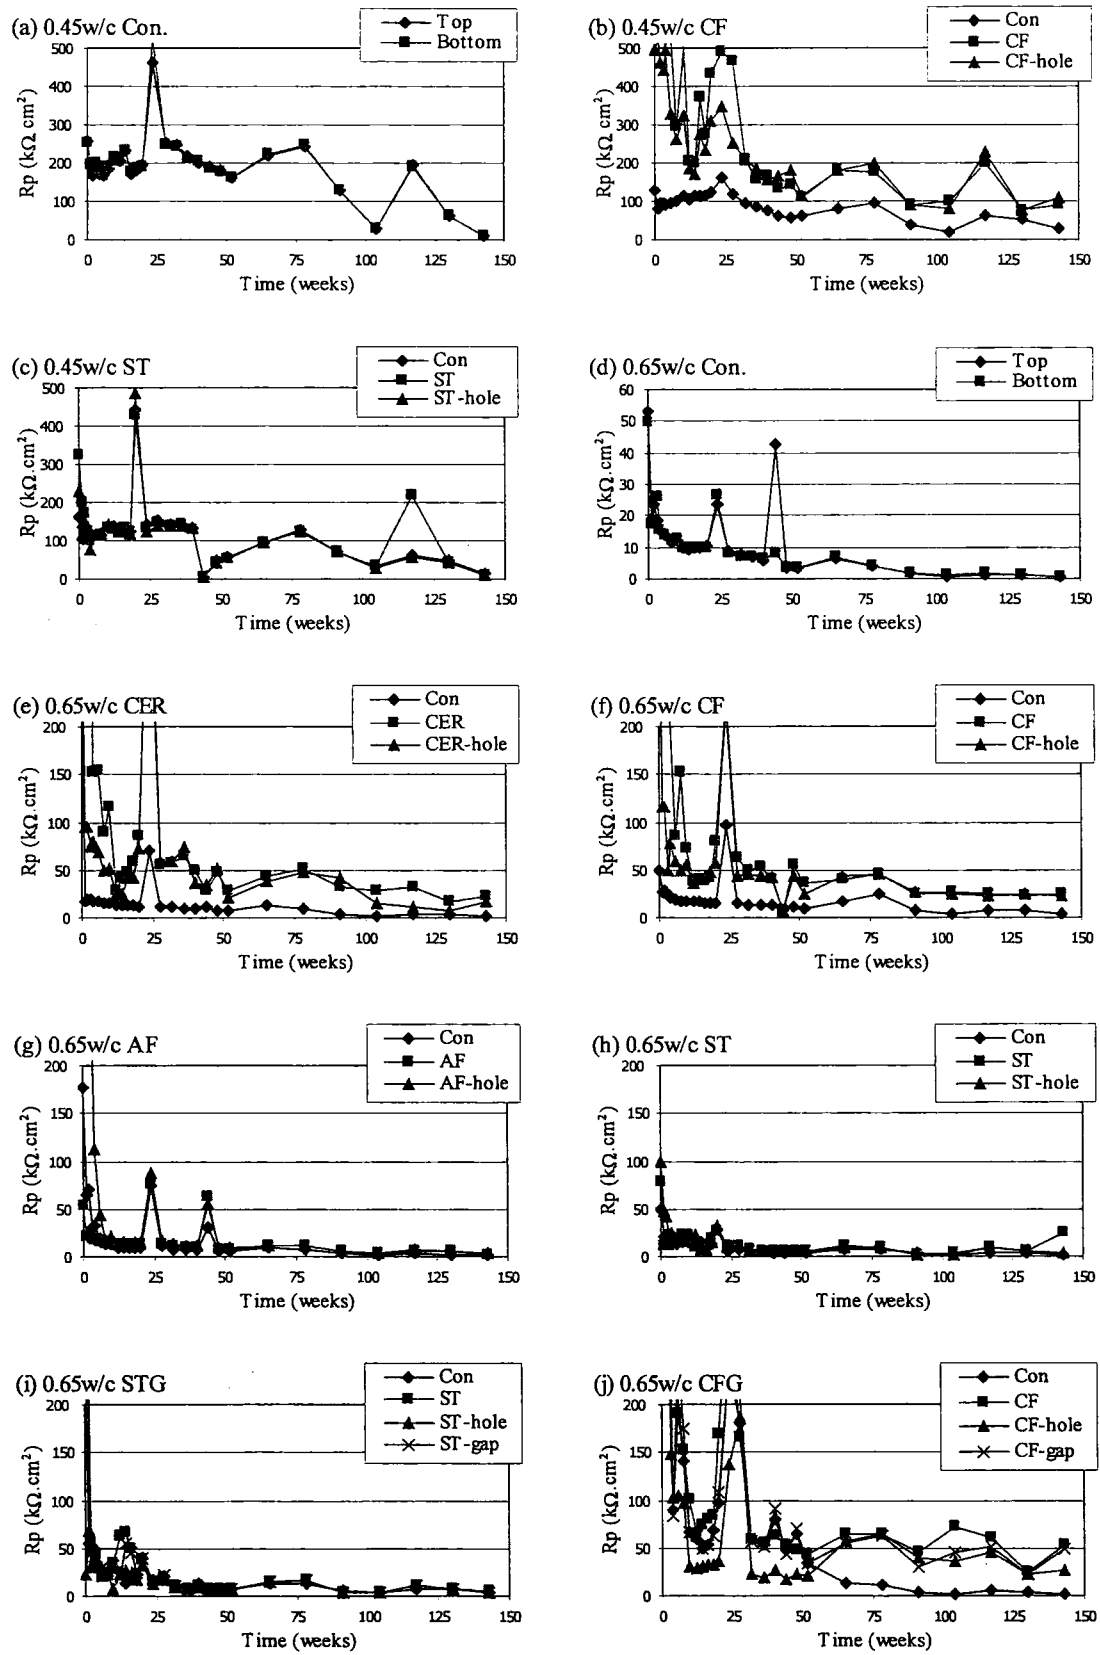 (a) 0.45w/c Con.
Top
Bottom
Rp (kΩ cm²)
500
400
300
200
100
0
0 25 50 75 100 125 150
Time (weeks)
(b) 0.45w/c CF
Con
CF
CF-hole
Rp (kΩ cm²)
500
400
300
200
100
0
0 25 50 75 100 125 150
Time (weeks)
(c) 0.45w/c ST
Con
ST
ST-hole
Rp (kΩ.cm²)
500
400
300
200
100
0
0 25 50 75 100 125 150
Time (weeks)
(d) 0.65w/c Con.
Top
Bottom
Rp (kΩ.cm²)
60
50
40
30
20
10
0
0 25 50 75 100 125 150
Time (weeks)
(e) 0.65w/c CER
Con
CER
CER-hole
Rp (kΩ.cm²)
200
150
100
50
0
0 25 50 75 100 125 150
Time (weeks)
(f) 0.65w/c CF
Con
CF
CF-hole
Rp (kΩ.cm²)
200
150
100
50
0
0 25 50 75 100 125 150
Time (weeks)
(g) 0.65w/c AF
Con
AF
AF-hole
Rp (kΩ.cm²)
200
150
100
50
0
0 25 50 75 100 125 150
Time (weeks)
(h) 0.65w/c ST
Con
ST
ST-hole
Rp (kΩ.cm²)
200
150
100
50
0
0 25 50 75 100 125 150
Time (weeks)
(i) 0.65w/c STG
Con
ST
ST-hole
ST-gap
Rp (kΩ.cm²)
200
150
100
50
0
0 25 50 75 100 125 150
Time (weeks)
(j) 0.65w/c CFG
Con
CF
CF-hole
CF-gap
Rp (kΩ.cm²)
200
150
100
50
0
0 25 50 75 100 125 150
Time (weeks)